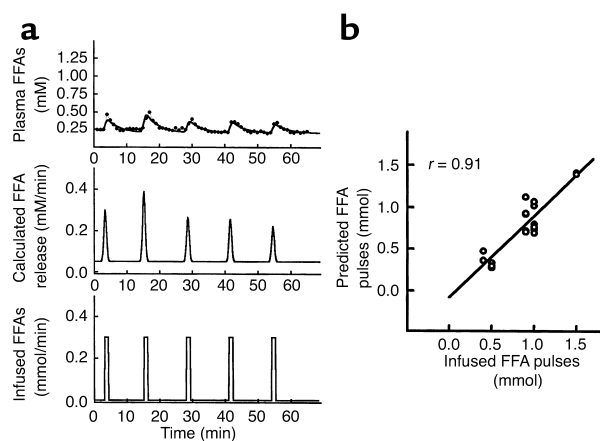 a
Plasma FFAs
(mM)
1.25
1.00
0.75
0.50
0.25
0 10 20 30 40 50 60
Calculated FFA
release (mM/min)
0.4
0.2
0.0
0 10 20 30 40 50 60
Infused FFAs
(mmol/min)
0.4
0.2
0.0
0 10 20 30 40 50 60
Time (min)
b
r = 0.91
Predicted FFA
pulses (mmol)
1.5
1.0
0.5
0.0
0.0 0.5 1.0 1.5
Infused FFA pulses
(mmol)